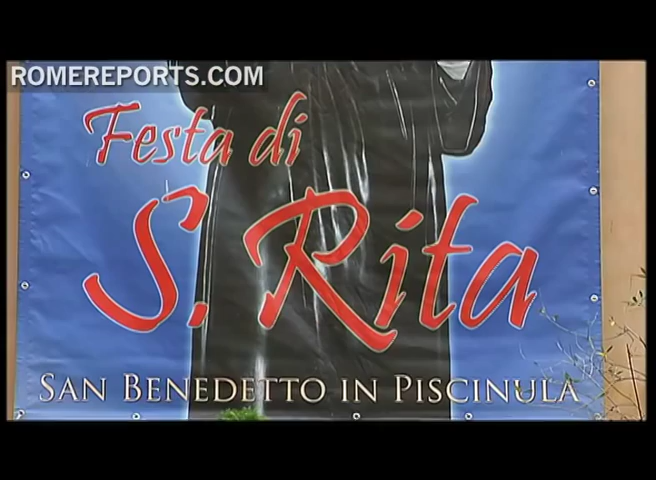 ROMEREPORTS.COM
Festa di
S. Rita
SAN BENEDETTO IN PISCINULA